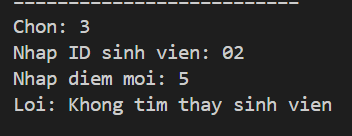 --------------------------
Chon: 3
Nhap ID sinh vien: 02
Nhap diem moi: 5
Loi: Khong tim thay sinh vien